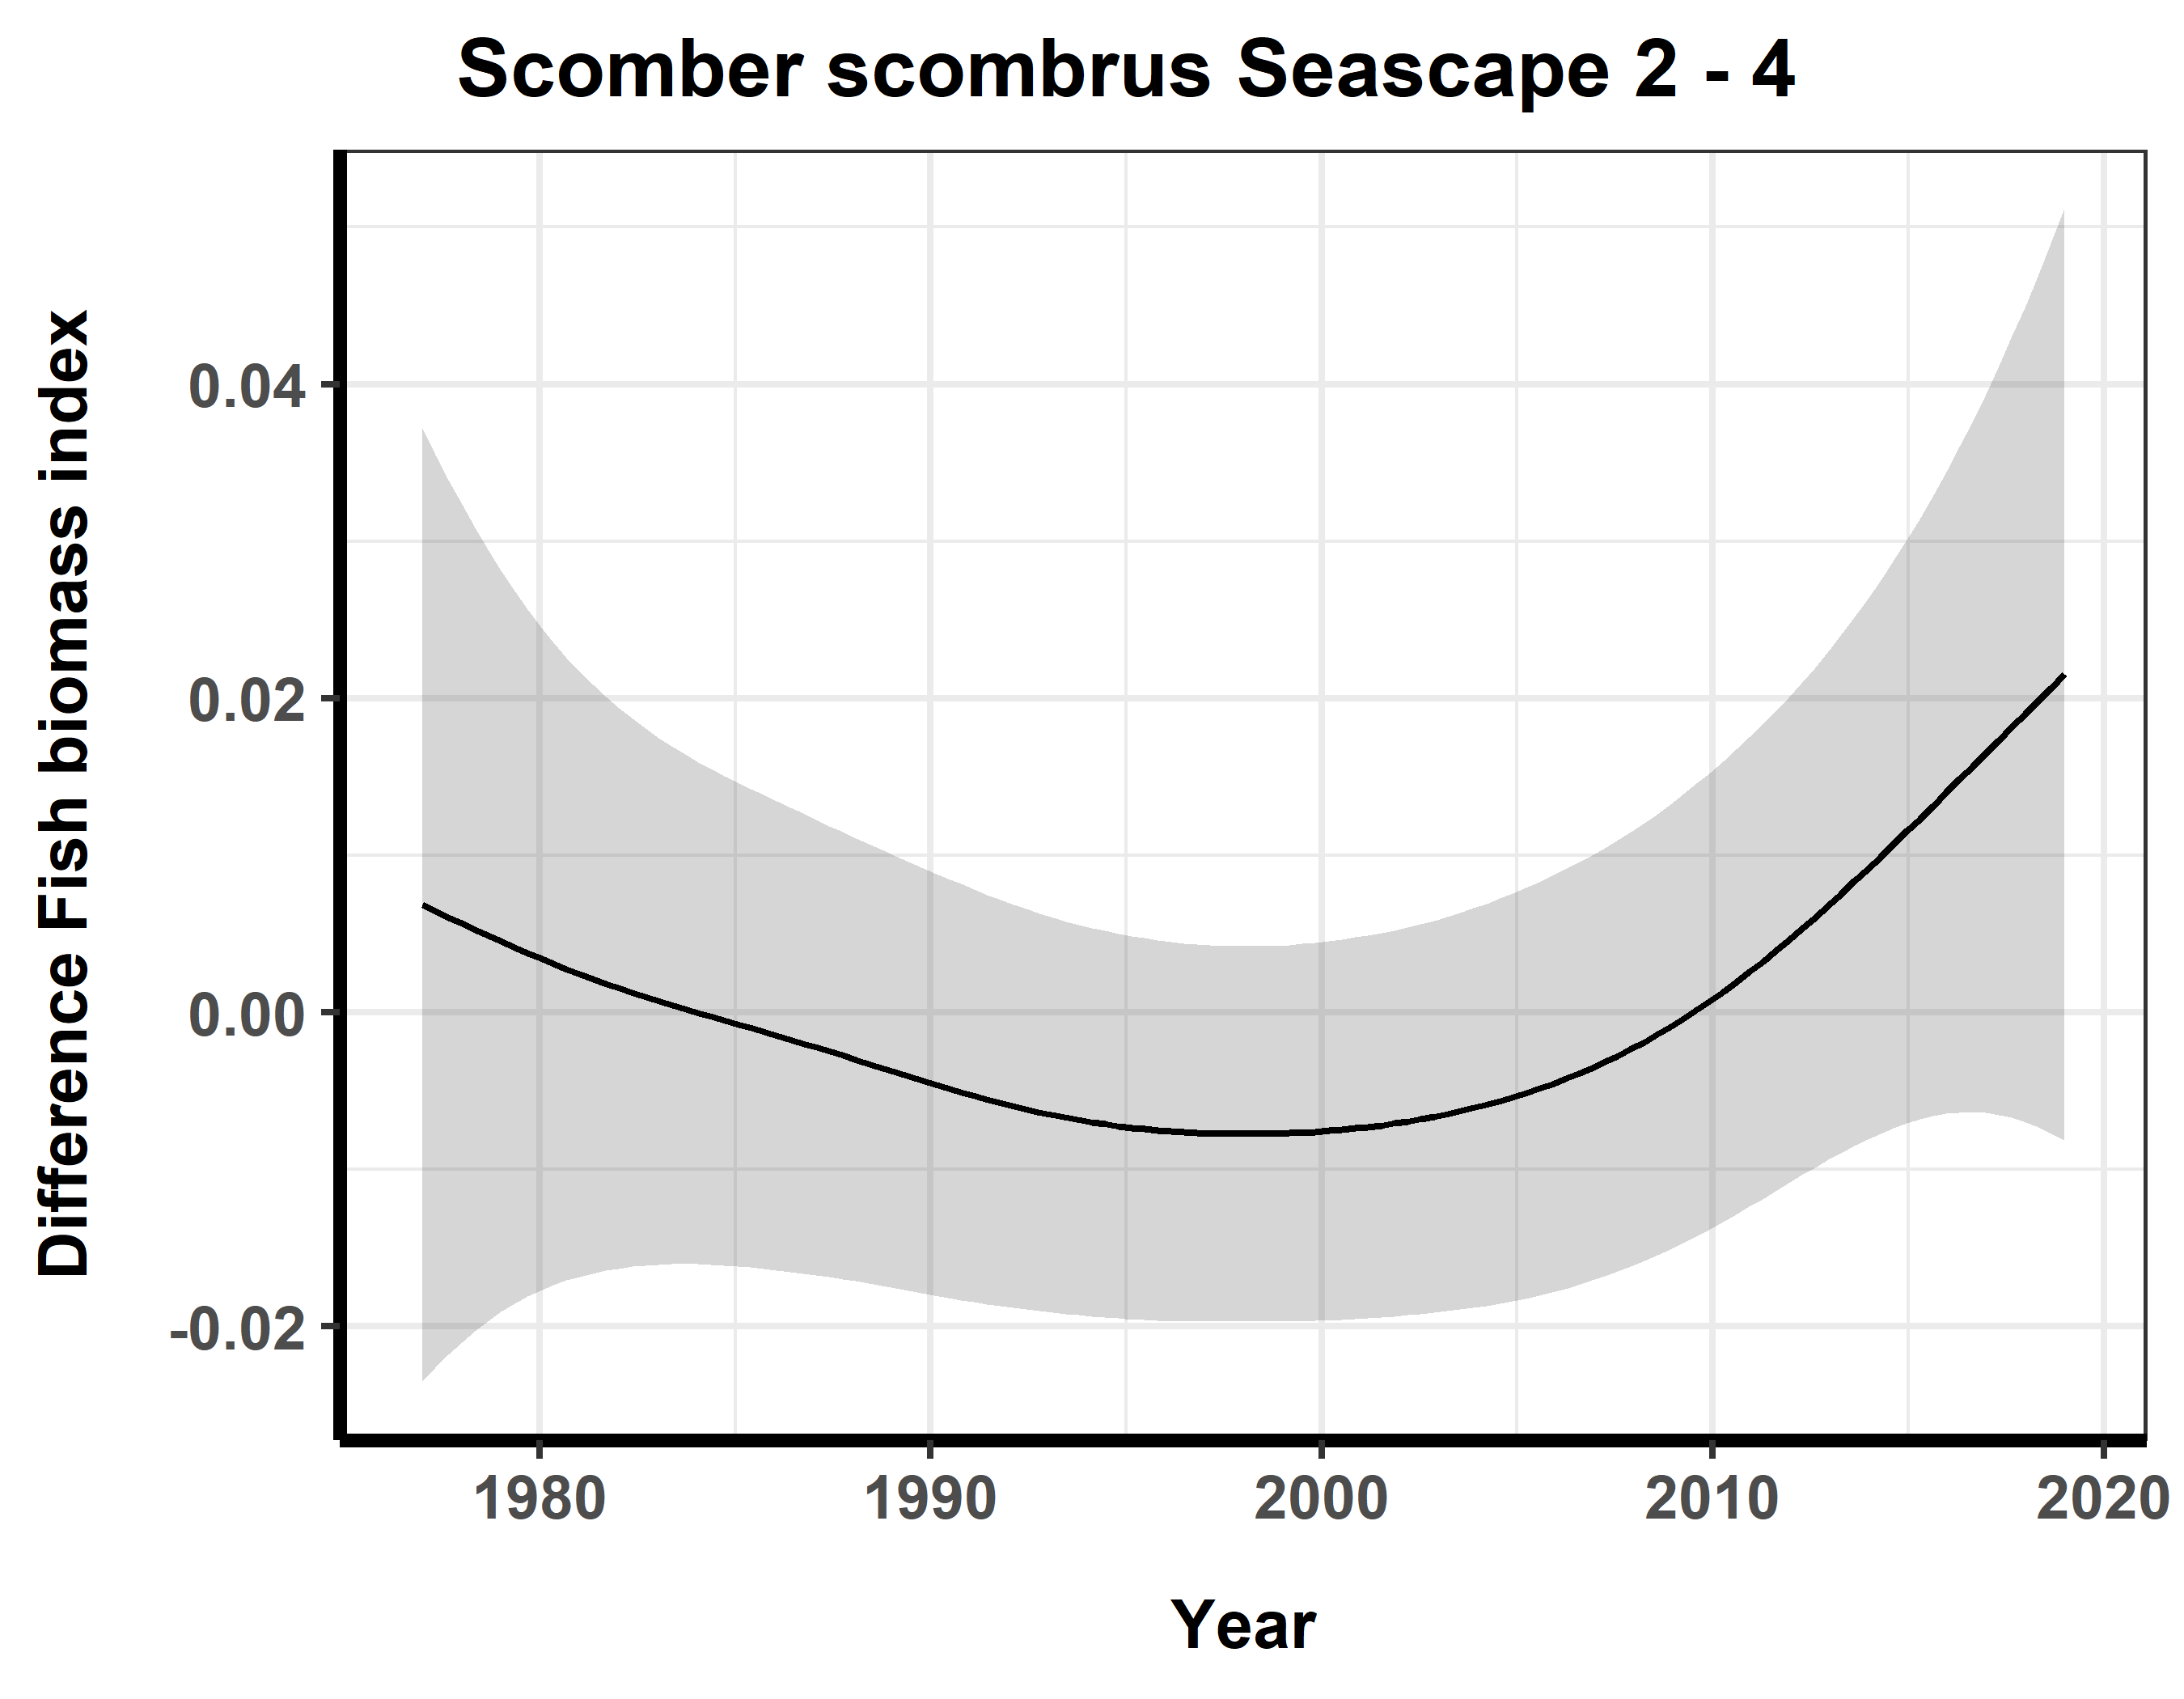 Scomber scombrus Seascape 2 - 4
Difference Fish biomass index
0.04
0.02
0.00
-0.02
1980 1990 2000 2010 2020
Year